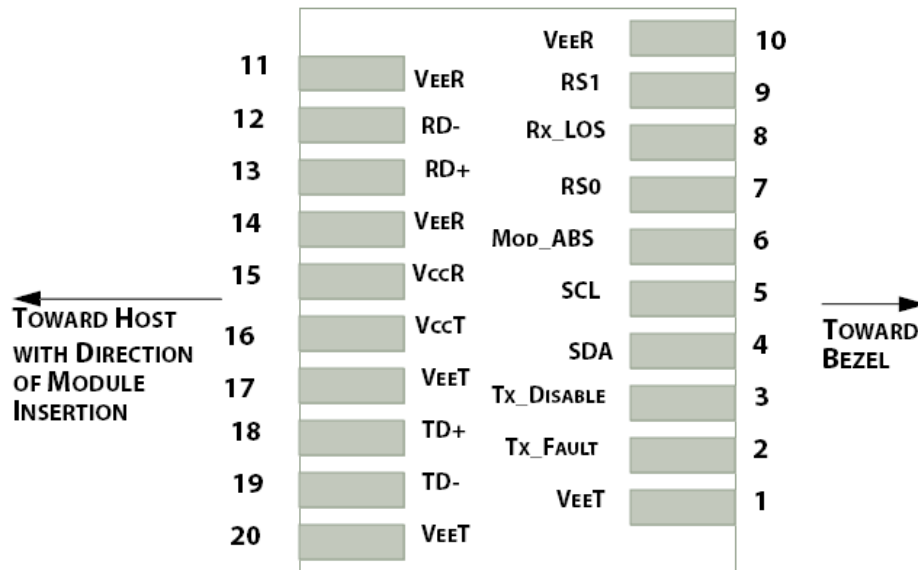 VEER 10
11 VEER
RS1 9
12 RD-
Rx_LOS 8
13 RD+
RS0 7
14 VEER
MOD_ABS 6
15 VCCR
SCL 5
TOWARD HOST
WITH DIRECTION
OF MODULE
INSERTION
16 VCCT
SDA 4
TOWARD
BEZEL
17 VEET
TX_DISABLE 3
18 TD+
TX_FAULT 2
19 TD-
VEET 1
20 VEET